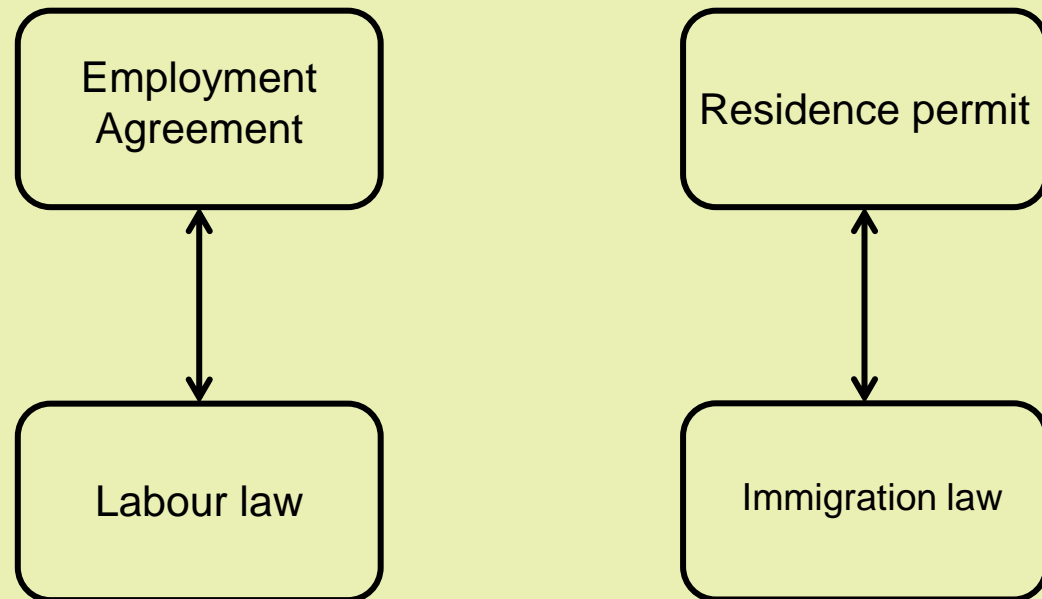 Employment
Agreement
Residence permit
Labour law
Immigration law